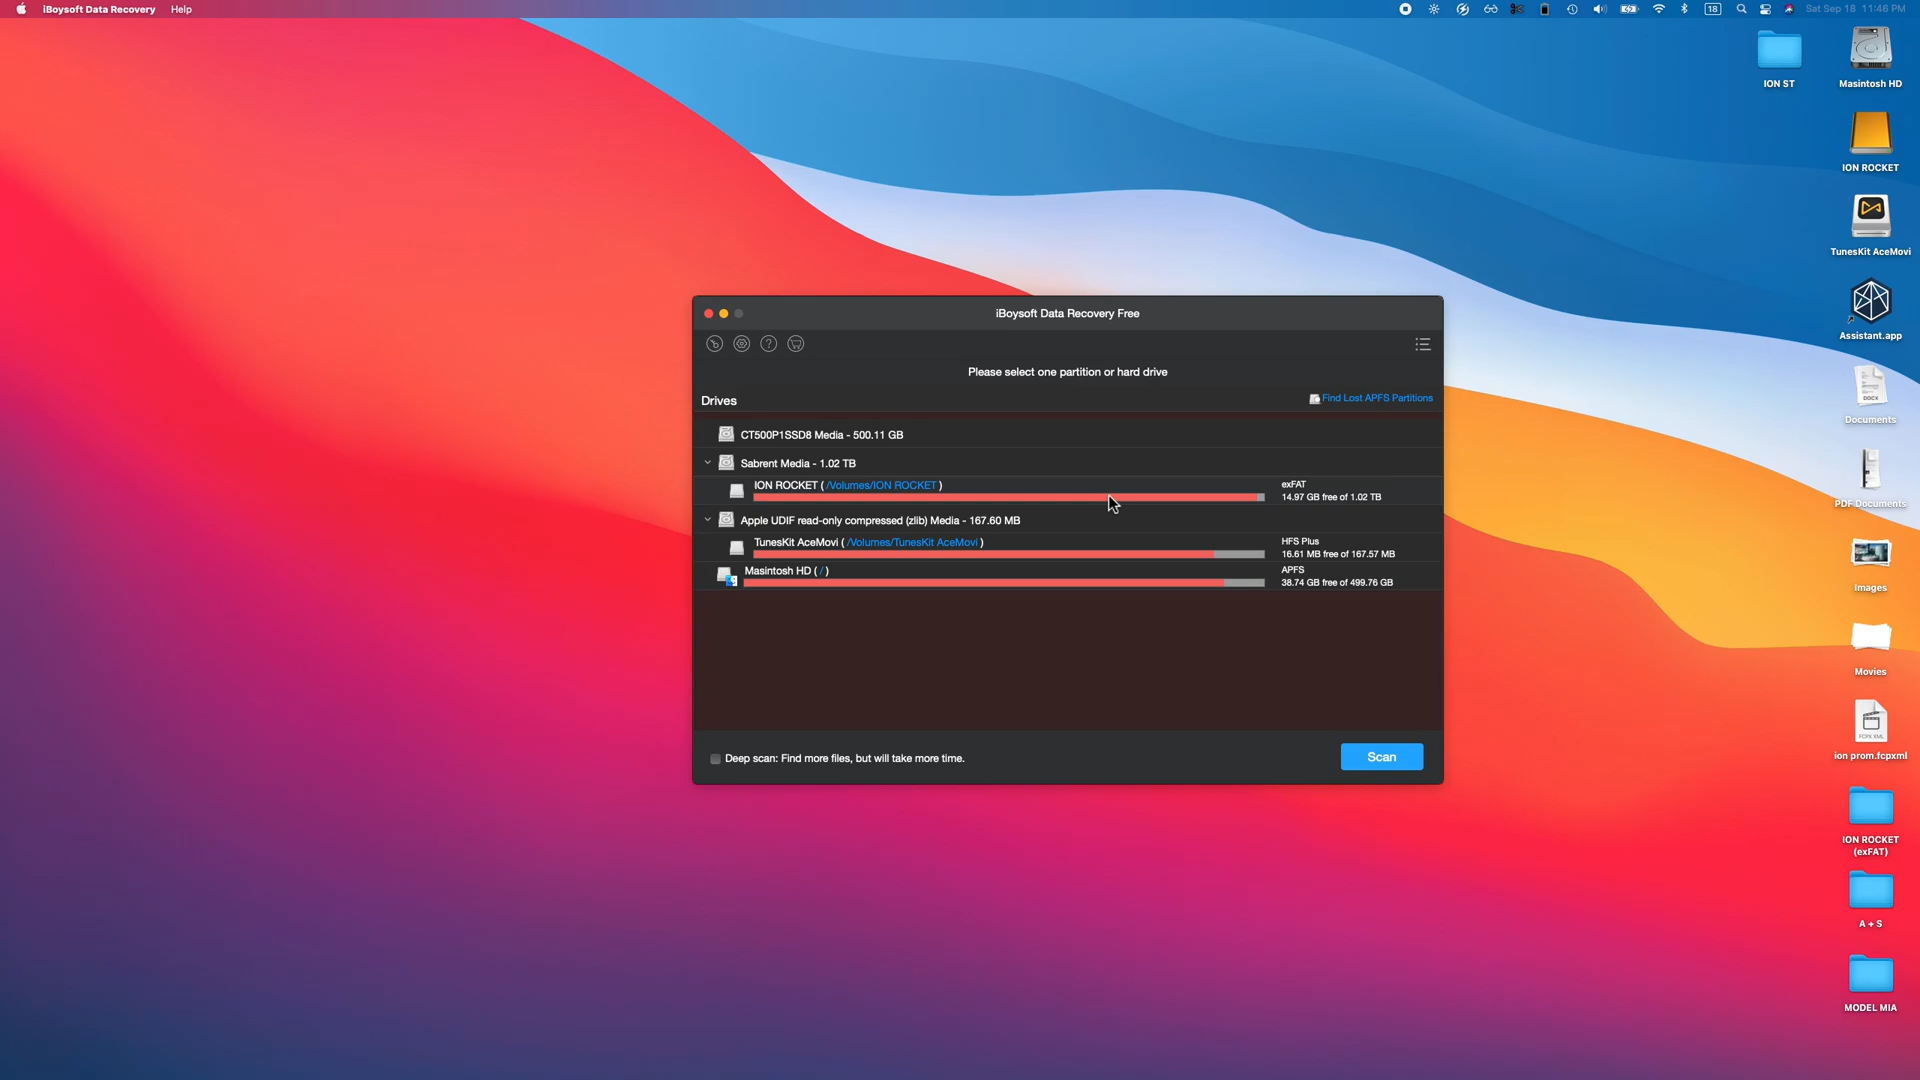 iBoysoft Data Recovery Help
18 Sat Sep 18 11:46 PM
ION ST
Masintosh HD
ION ROCKET
TunesKit AceMovi
Assistant.app
DOCX
Documents
PDF Documents
Images
Movies
FCPX XML
ion prom.fcpxml
ION ROCKET
(exFAT)
A + S
MODEL MIA
iBoysoft Data Recovery Free
Please select one partition or hard drive
Drives
Find Lost APFS Partitions
CT500P1SSD8 Media - 500.11 GB
Sabrent Media - 1.02 TB
ION ROCKET ( /Volumes/ION ROCKET )
exFAT
14.97 GB free of 1.02 TB
Apple UDIF read-only compressed (zlib) Media - 167.60 MB
TunesKit AceMovi ( /Volumes/TunesKit AceMovi )
HFS Plus
16.61 MB free of 167.57 MB
Masintosh HD ( / )
APFS
38.74 GB free of 499.76 GB
Deep scan: Find more files, but will take more time.
Scan